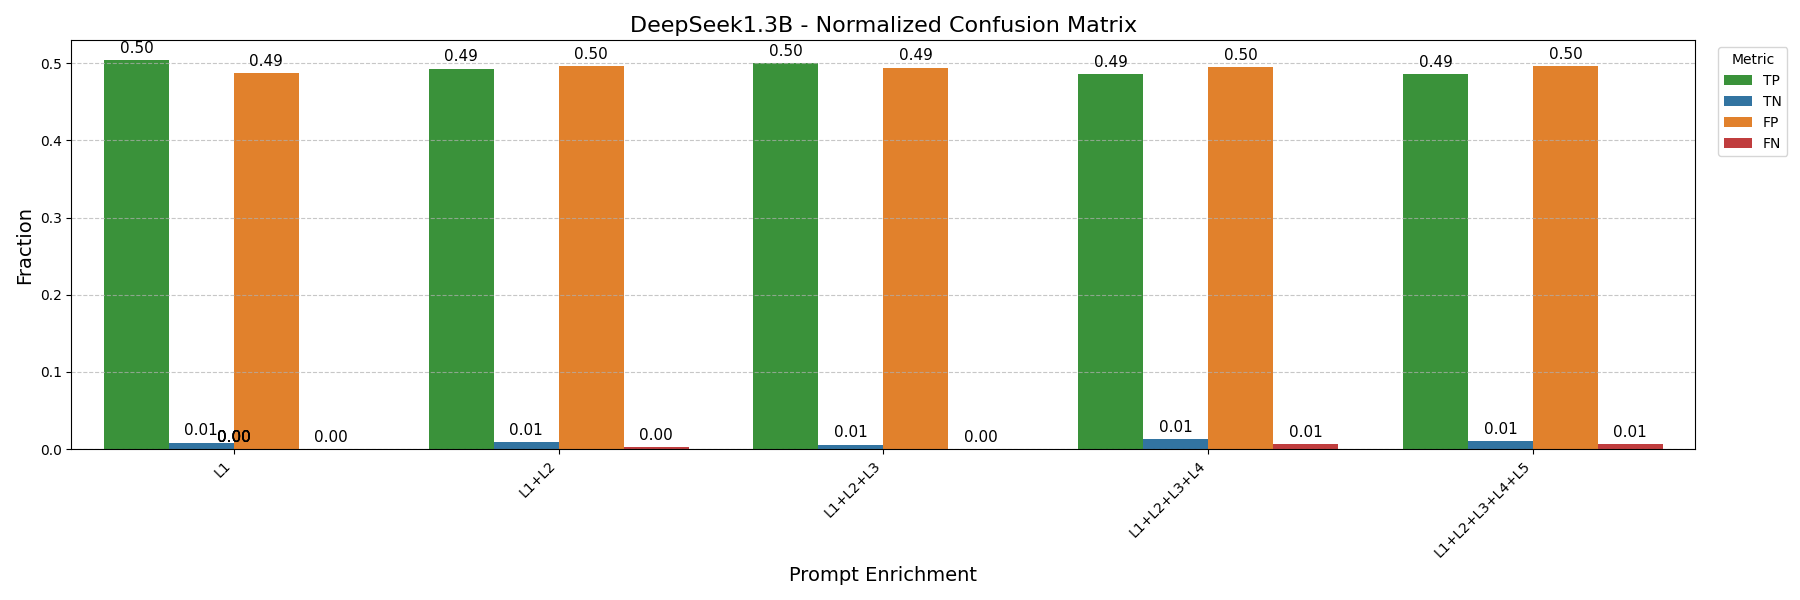 DeepSeek1.3B - Normalized Confusion Matrix
0.50 0.49 0.49 0.50 0.50 0.49 0.49 0.50 0.49 0.50
0.01 0.00 0.00 0.01 0.00 0.01 0.00 0.01 0.01 0.01 0.01
Metric
TP
TN
FP
FN
Fraction
0.5
0.4
0.3
0.2
0.1
0.0
L1
L1+L2
L1+L2+L3
L1+L2+L3+L4
L1+L2+L3+L4+L5
Prompt Enrichment